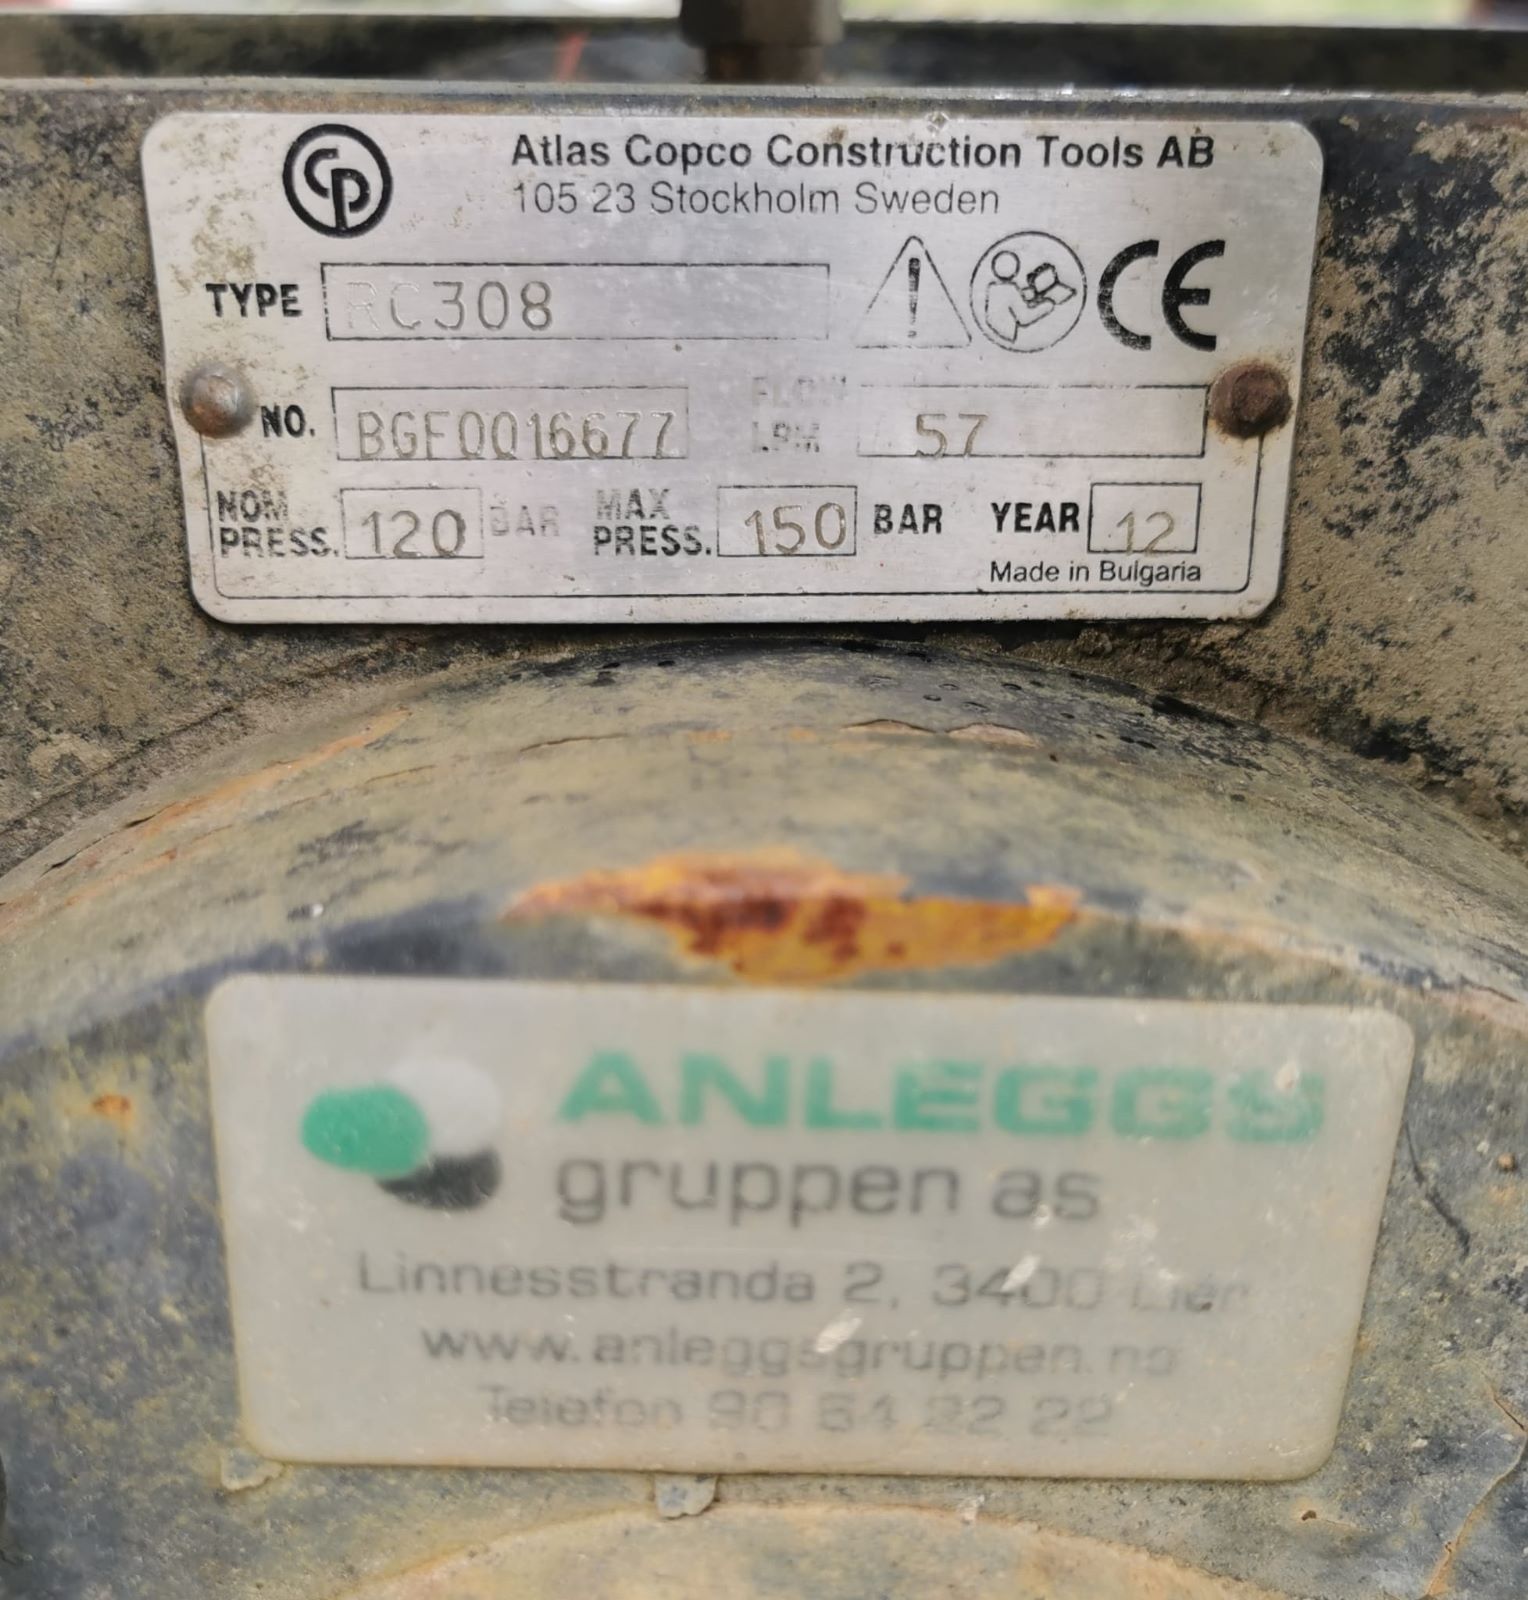 CP
Atlas Copco Construction Tools AB
105 23 Stockholm Sweden
TYPE RC308
CE
NO. BGF0016677 FLOW LPM 57
NOM PRESS. 120 BAR MAX PRESS. 150 BAR YEAR 12
Made in Bulgaria
ANLEGGS
gruppen as
Linnesstranda 2, 3400 Lier
www.anleggsgruppen.no
Telefon 90 64 22 22